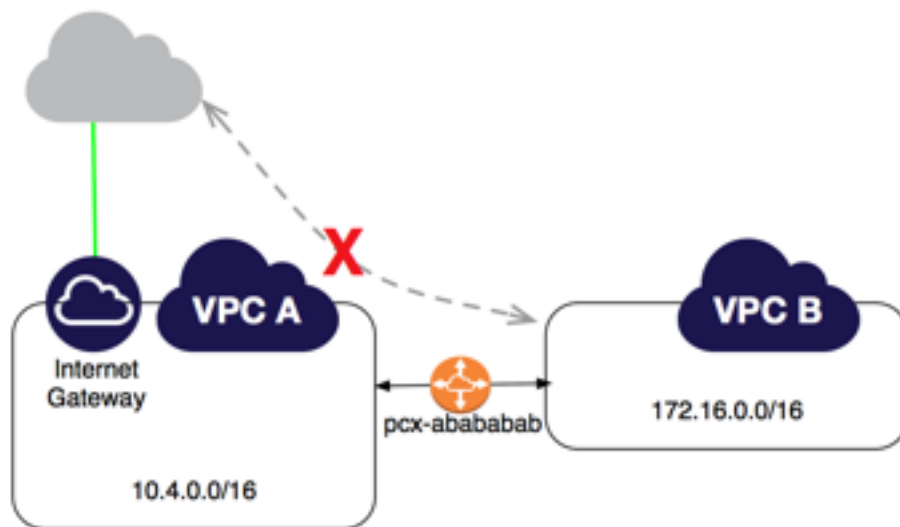 X
VPC A
VPC B
Internet
Gateway
pcx-abababab
172.16.0.0/16
10.4.0.0/16